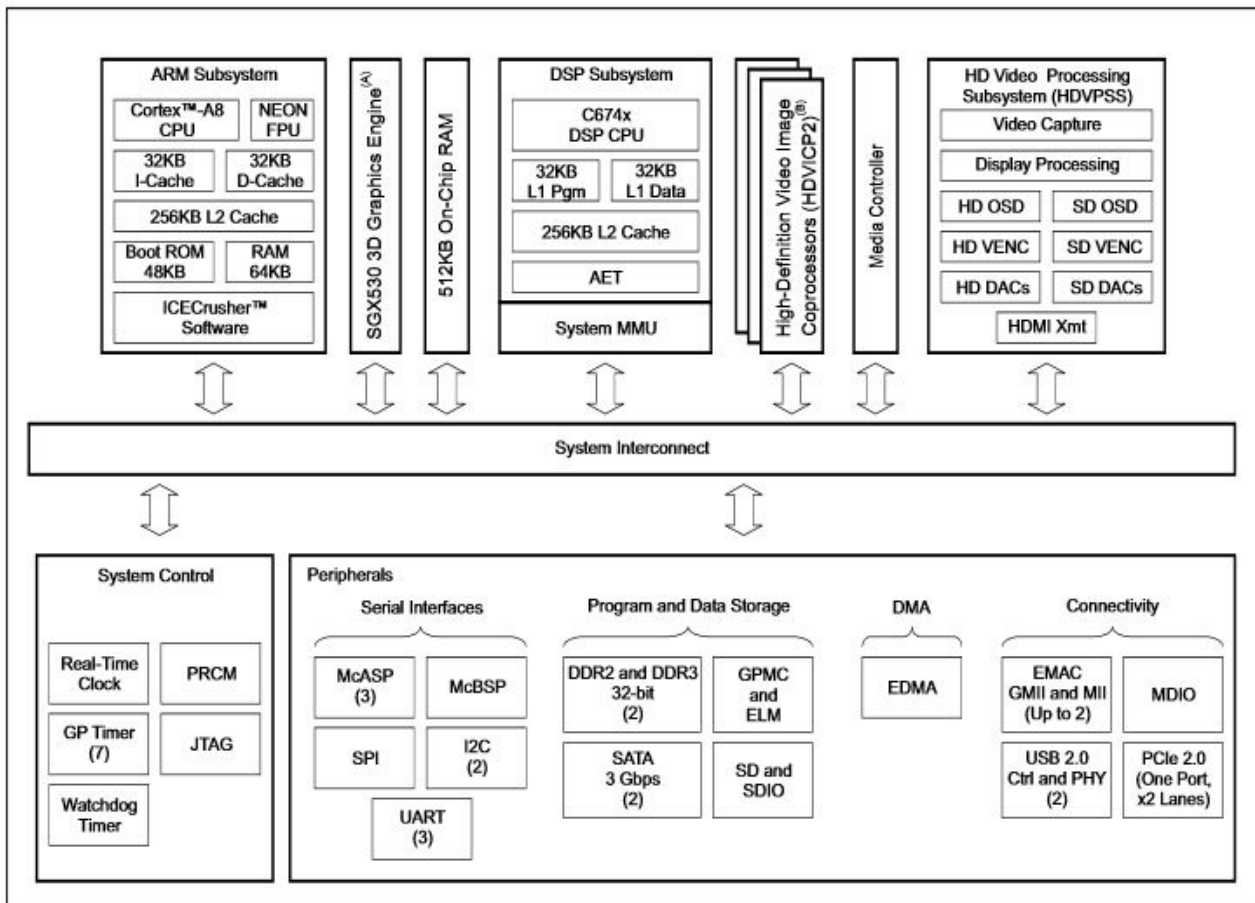 ARM Subsystem
Cortex™-A8
CPU
NEON
FPU
32KB
I-Cache
32KB
D-Cache
256KB L2 Cache
Boot ROM
48KB
RAM
64KB
ICECrusher™
Software
SGX530 3D Graphics Engine(A)
512KB On-Chip RAM
DSP Subsystem
C674x
DSP CPU
32KB
L1 Pgm
32KB
L1 Data
256KB L2 Cache
AET
System MMU
High-Definition Video Image
Coprocessors (HDVICP2)(B)
Media Controller
HD Video Processing
Subsystem (HDVPSS)
Video Capture
Display Processing
HD OSD
SD OSD
HD VENC
SD VENC
HD DACs
SD DACs
HDMI Xmt
System Interconnect
System Control
Real-Time
Clock
PRCM
GP Timer
(7)
JTAG
Watchdog
Timer
Peripherals
Serial Interfaces
McASP
(3)
McBSP
SPI
I2C
(2)
UART
(3)
Program and Data Storage
DDR2 and DDR3
32-bit
(2)
GPMC
and
ELM
SATA
3 Gbps
(2)
SD and
SDIO
DMA
EDMA
Connectivity
EMAC
GMII and MII
(Up to 2)
MDIO
USB 2.0
Ctrl and PHY
(2)
PCIe 2.0
(One Port,
x2 Lanes)